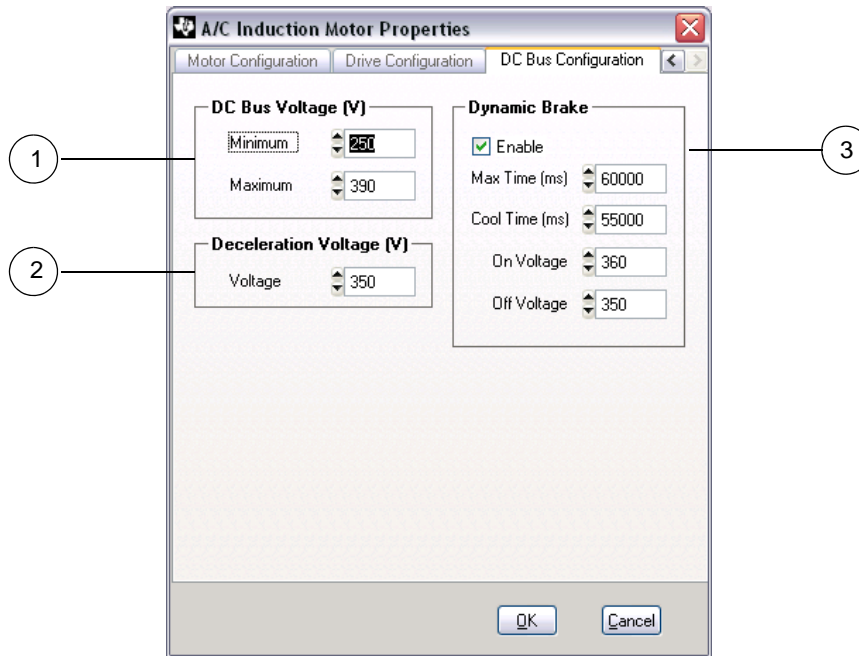 A/C Induction Motor Properties
Motor Configuration Drive Configuration DC Bus Configuration
DC Bus Voltage (V)
Minimum 250
Maximum 390
Deceleration Voltage (V)
Voltage 350
Dynamic Brake
Enable
Max Time (ms) 60000
Cool Time (ms) 55000
On Voltage 360
Off Voltage 350
1
2
3
OK Cancel